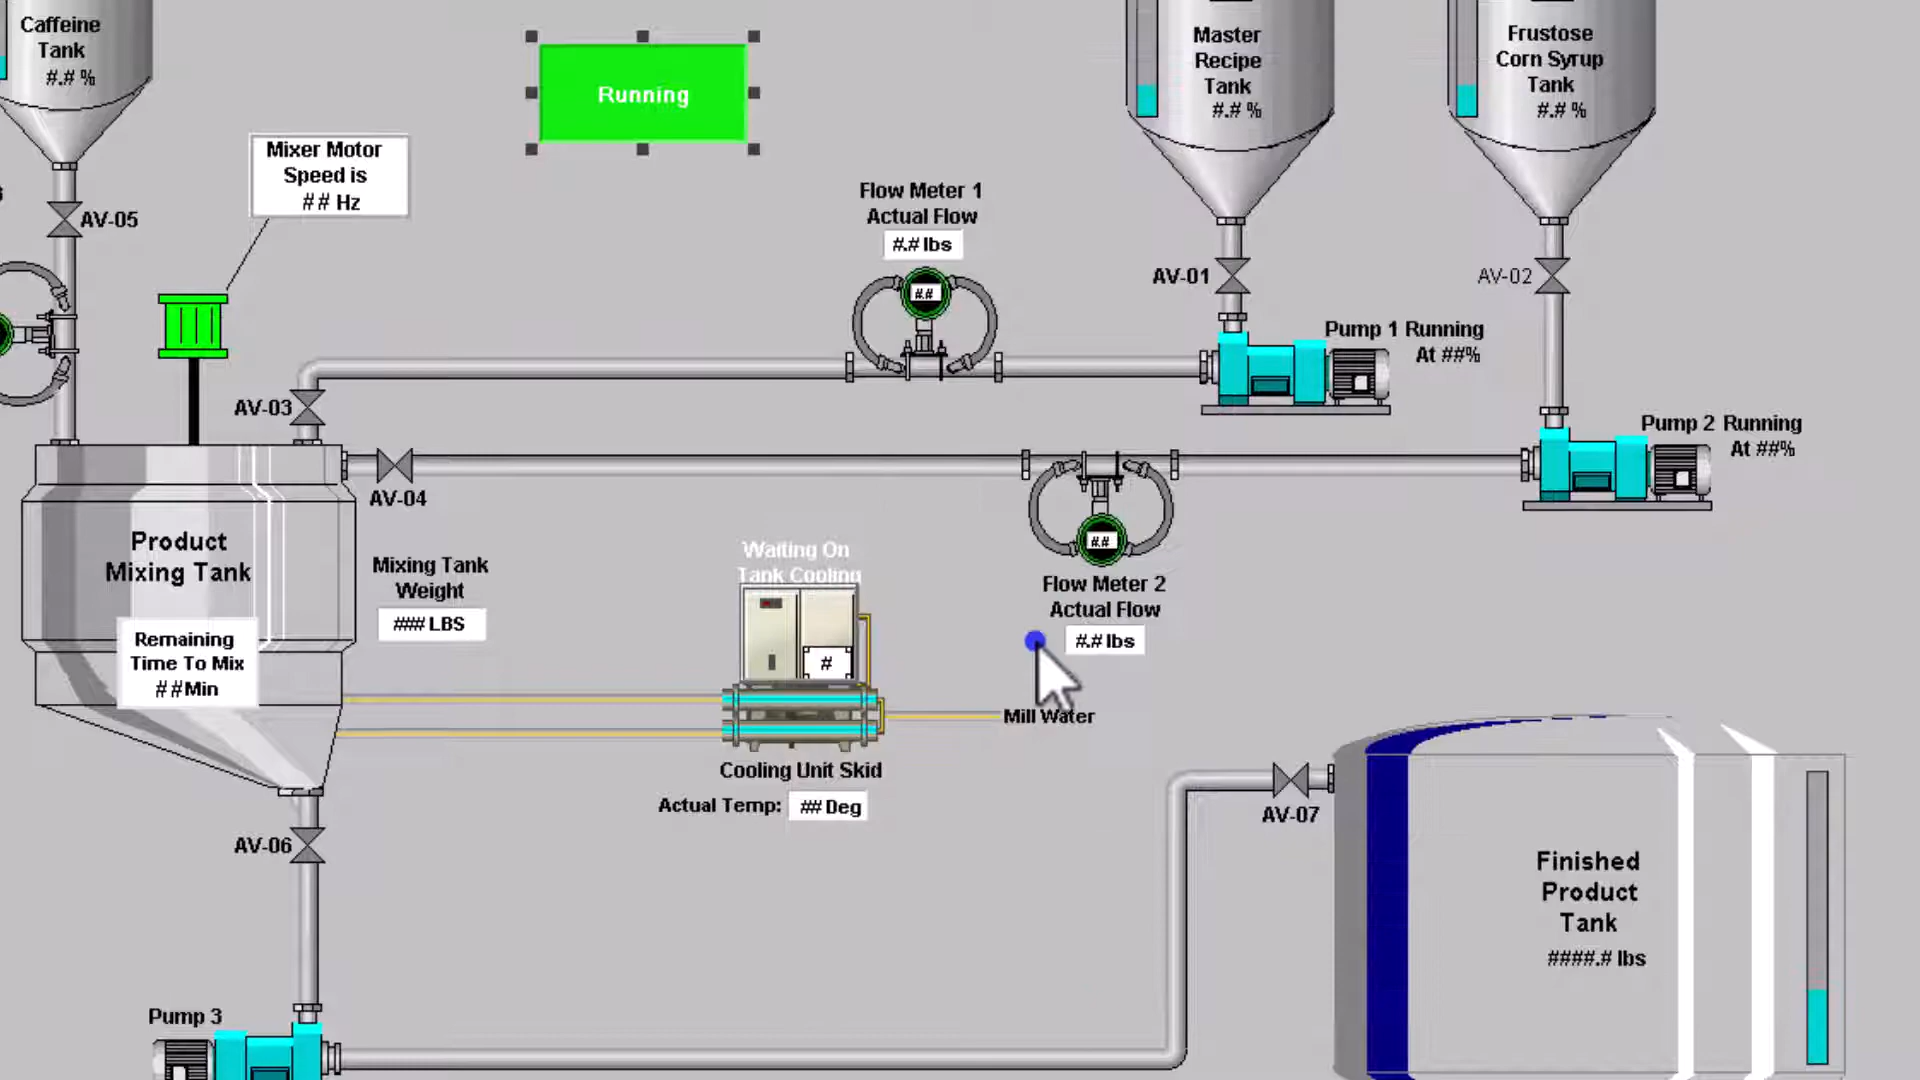 Caffeine
Tank
#.# %
Running
Master
Recipe
Tank
#.# %
Frustose
Corn Syrup
Tank
#.# %
Mixer Motor
Speed is
## Hz
AV-05
Flow Meter 1
Actual Flow
#.# lbs
#.#
AV-01
AV-02
Pump 1 Running
At ##%
AV-03
Pump 2 Running
At ##%
AV-04
Product
Mixing Tank
Mixing Tank
Weight
### LBS
Waiting On
Tank Cooling
#.#
Flow Meter 2
Actual Flow
#.# lbs
Remaining
Time To Mix
##Min
#
Mill Water
Cooling Unit Skid
Actual Temp: ## Deg
AV-07
AV-06
Finished
Product
Tank
####.# lbs
Pump 3